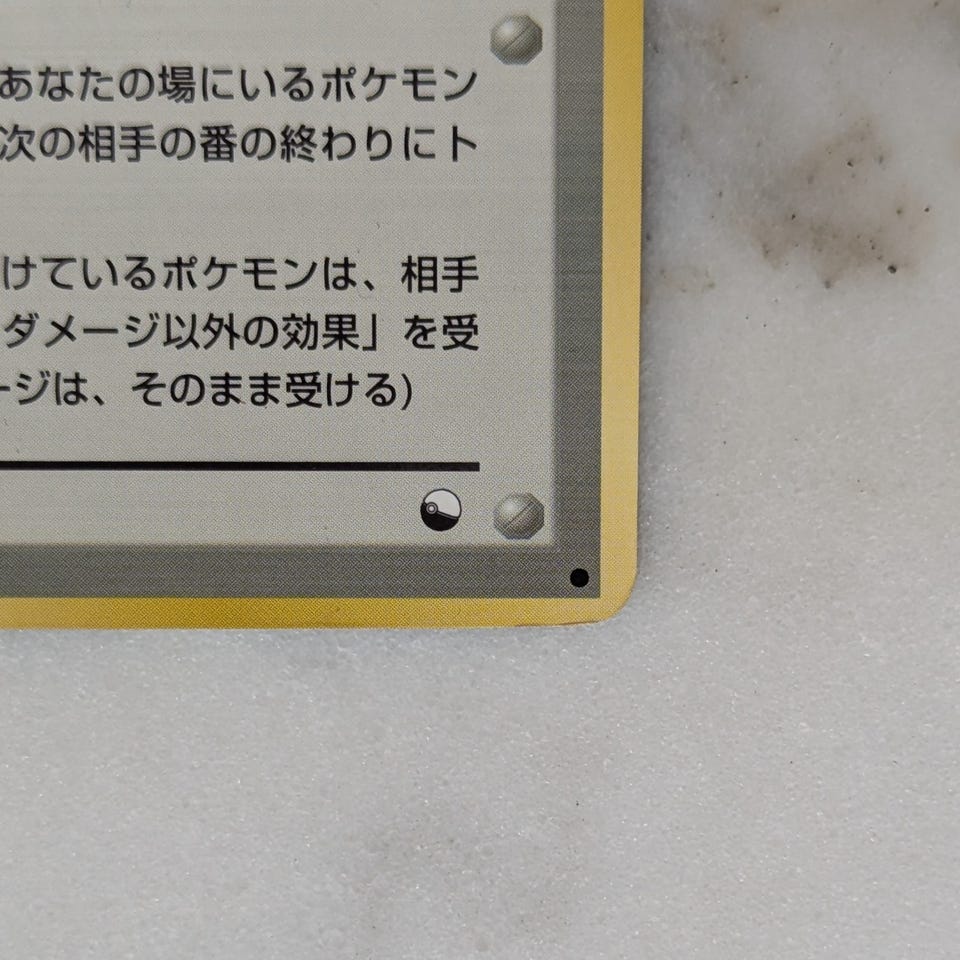 あなたの場にいるポケモン
次の相手の番の終わりにト
けているポケモンは、相手
ダメージ以外の効果」を受
ージは、そのまま受ける)